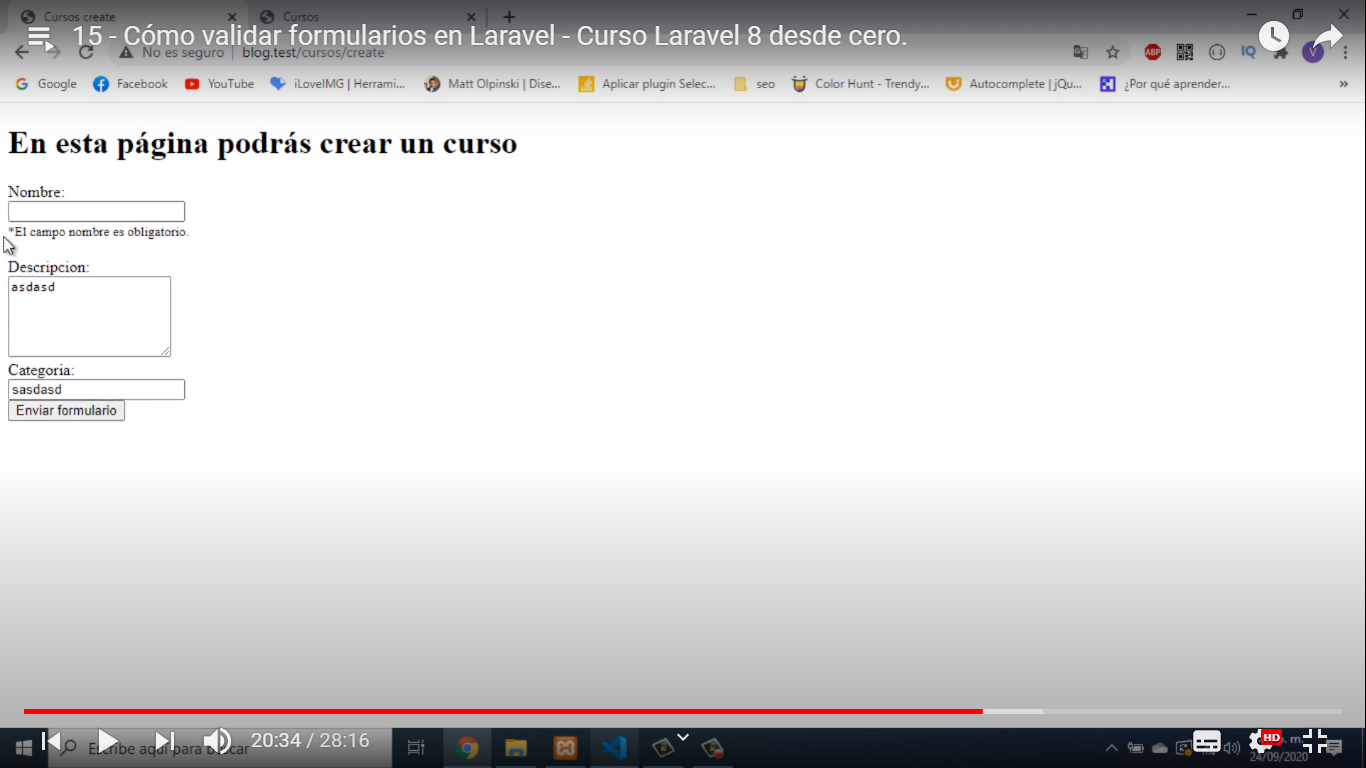 Cursos create
Cursos
15 - Cómo validar formularios en Laravel - Curso Laravel 8 desde cero.
No es seguro | blog.test/cursos/create
ABP
IQ
V
Google
Facebook
YouTube
iLoveIMG | Herrami...
Matt Olpinski | Dise...
Aplicar plugin Selec...
seo
Color Hunt - Trendy...
Autocomplete | jQu...
¿Por qué aprender...
»
En esta página podrás crear un curso
Nombre:
*El campo nombre es obligatorio.
Descripcion:
asdasd
Categoria:
sasdasd
Enviar formulario
Escribe aquí para buscar
20:34 / 28:16
HD
24/09/2020